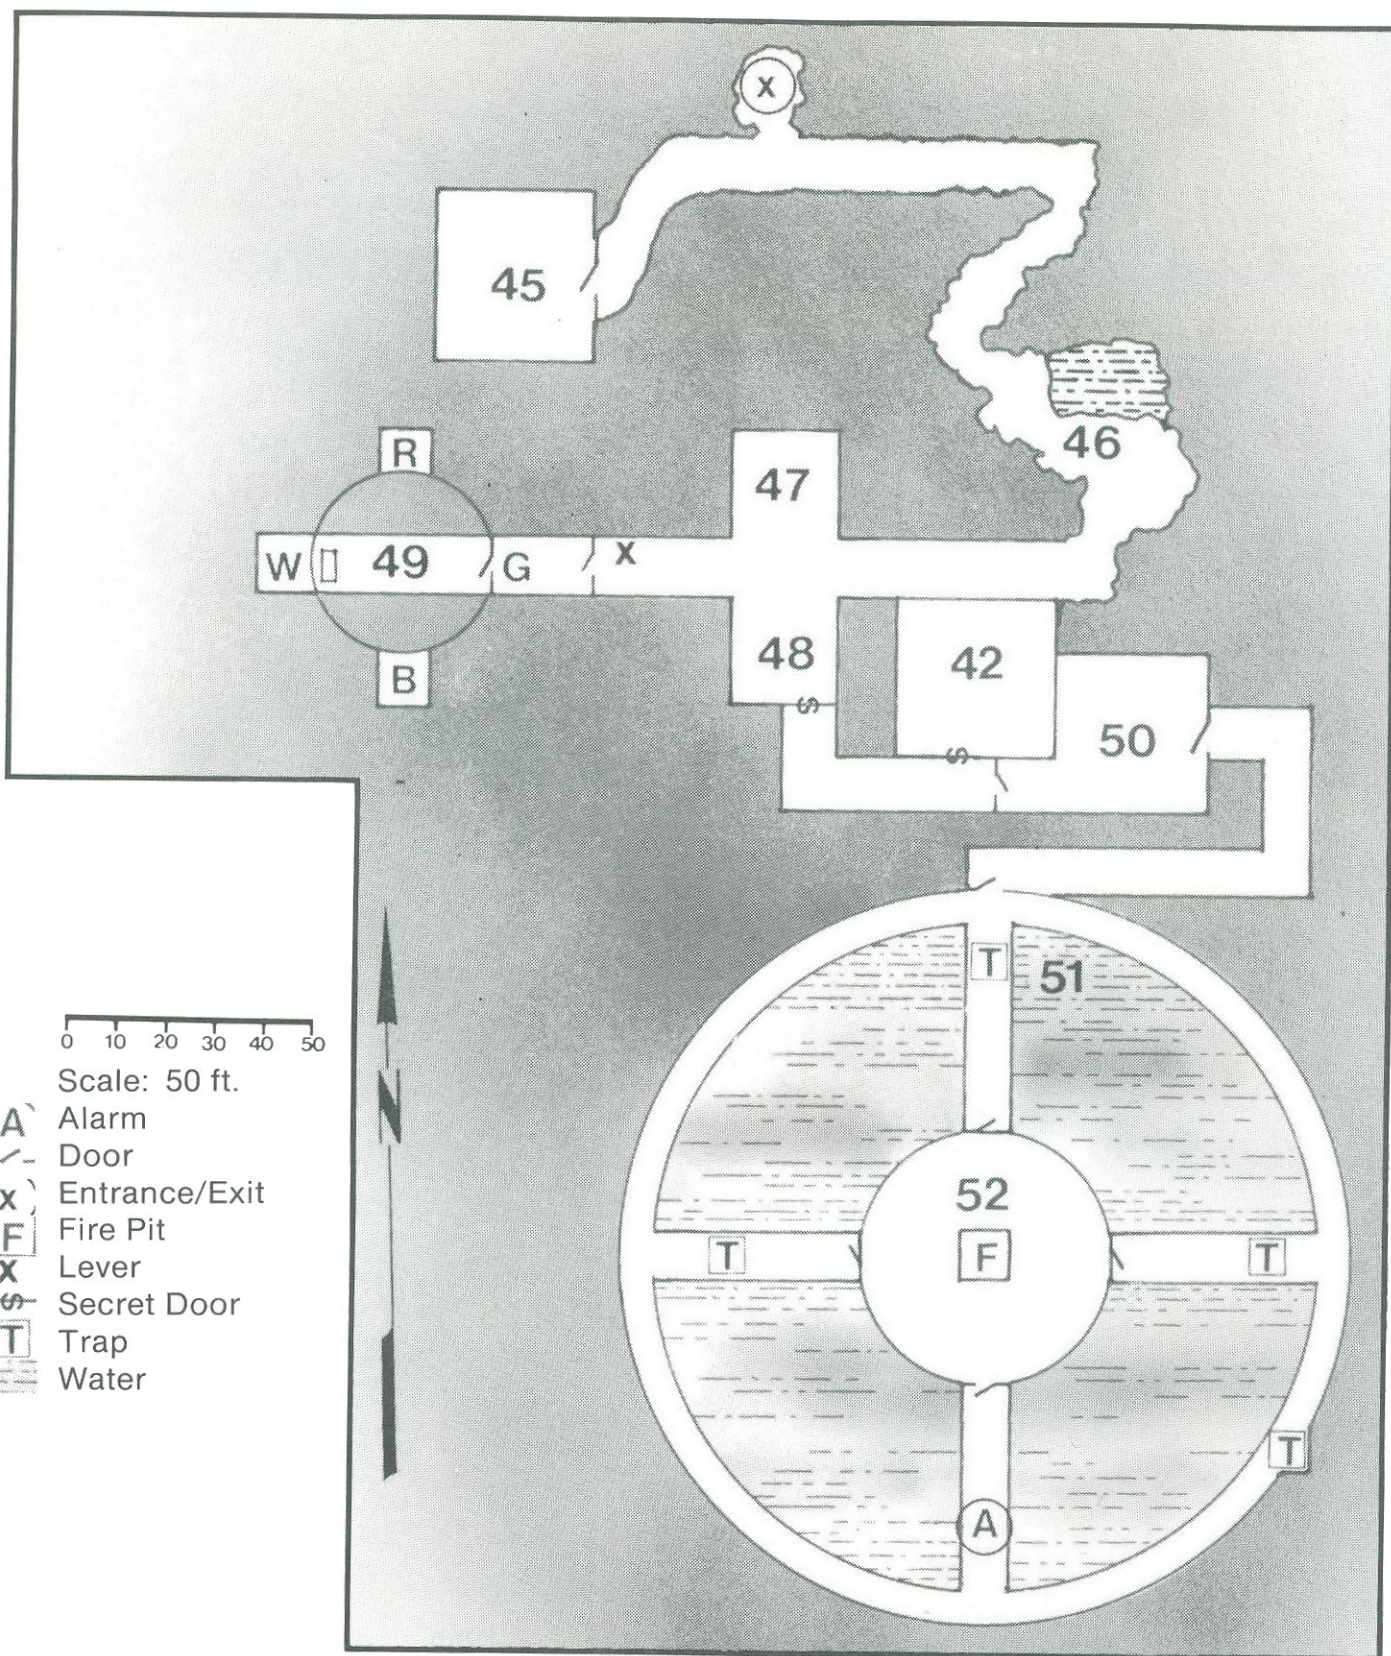 X
45
46
R
47
W
49
G
X
B
48
S
42
S
50
T
51
52
T
F
T
T
A
N
0 10 20 30 40 50
Scale: 50 ft.
A Alarm
Door
X Entrance/Exit
F Fire Pit
X Lever
S Secret Door
T Trap
Water